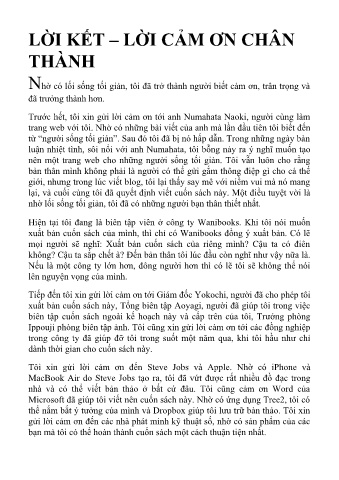 LỜI KẾT – LỜI CẢM ƠN CHÂN
THÀNH
Nhờ có lối sống tối giản, tôi đã trở thành người biết cảm ơn, trân trọng và
đã trưởng thành hơn.
Trước hết, tôi xin gửi lời cảm ơn tới anh Numahata Naoki, người cùng làm
trang web với tôi. Nhờ có những bài viết của anh mà lần đầu tiên tôi biết đến
từ “người sống tối giản”. Sau đó tôi đã bị nó hấp dẫn. Trong những ngày bàn
luận nhiệt tình, sôi nổi với anh Numahata, tôi bỗng nảy ra ý nghĩ muốn tạo
nên một trang web cho những người sống tối giản. Tôi vẫn luôn cho rằng
bản thân mình không phải là người có thể gửi gắm thông điệp gì cho cả thế
giới, nhưng trong lúc viết blog, tôi lại thấy say mê với niềm vui mà nó mang
lại, và cuối cùng tôi đã quyết định viết cuốn sách này. Một điều tuyệt vời là
nhờ lối sống tối giản, tôi đã có những người bạn thân thiết nhất.
Hiện tại tôi đang là biên tập viên ở công ty Wanibooks. Khi tôi nói muốn
xuất bản cuốn sách của mình, thì chỉ có Wanibooks đồng ý xuất bản. Có lẽ
mọi người sẽ nghĩ: Xuất bản cuốn sách của riêng mình? Cậu ta có điên
không? Cậu ta sắp chết à? Đến bản thân tôi lúc đầu còn nghĩ như vậy nữa là.
Nếu là một công ty lớn hơn, đông người hơn thì có lẽ tôi sẽ không thể nói
lên nguyện vọng của mình.
Tiếp đến tôi xin gửi lời cảm ơn tới Giám đốc Yokochi, người đã cho phép tôi
xuất bản cuốn sách này, Tổng biên tập Aoyagi, người đã giúp tôi trong việc
biên tập cuốn sách ngoài kế hoạch này và cấp trên của tôi, Trưởng phòng
Ippouji phòng biên tập ảnh. Tôi cũng xin gửi lời cảm ơn tới các đồng nghiệp
trong công ty đã giúp đỡ tôi trong suốt một năm qua, khi tôi hầu như chỉ
dành thời gian cho cuốn sách này.
Tôi xin gửi lời cảm ơn đến Steve Jobs và Apple. Nhờ có iPhone và
MacBook Air do Steve Jobs tạo ra, tôi đã vứt được rất nhiều đồ đạc trong
nhà và có thể viết bản thảo ở bất cứ đâu. Tôi cũng cảm ơn Word của
Microsoft đã giúp tôi viết nên cuốn sách này. Nhờ có ứng dụng Tree2, tôi có
thể nắm bắt ý tưởng của mình và Dropbox giúp tôi lưu trữ bản thảo. Tôi xin
gửi lời cảm ơn đến các nhà phát minh kỹ thuật số, nhờ có sản phẩm của các
bạn mà tôi có thể hoàn thành cuốn sách một cách thuận tiện nhất.